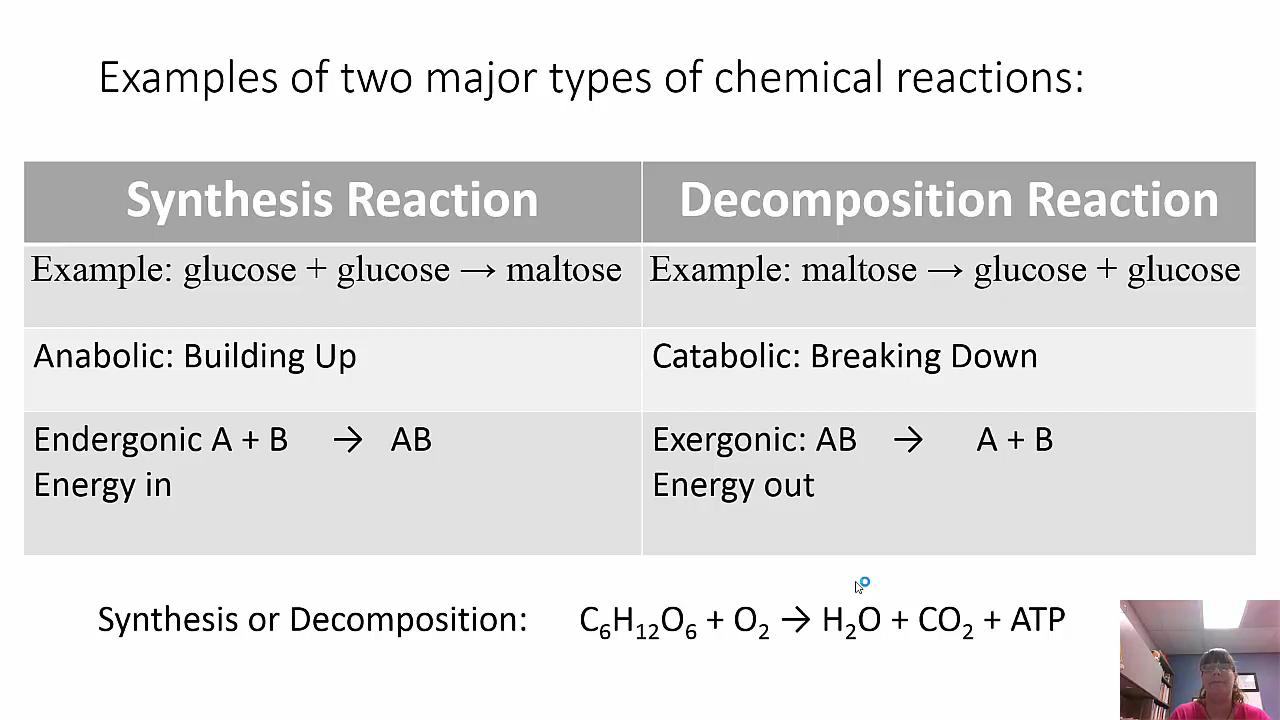 Examples of two major types of chemical reactions:
Synthesis Reaction
Decomposition Reaction
Example: glucose + glucose → maltose
Example: maltose → glucose + glucose
Anabolic: Building Up
Catabolic: Breaking Down
Endergonic A + B → AB
Energy in
Exergonic: AB → A + B
Energy out
Synthesis or Decomposition: C₆H₁₂O₆ + O₂ → H₂O + CO₂ + ATP